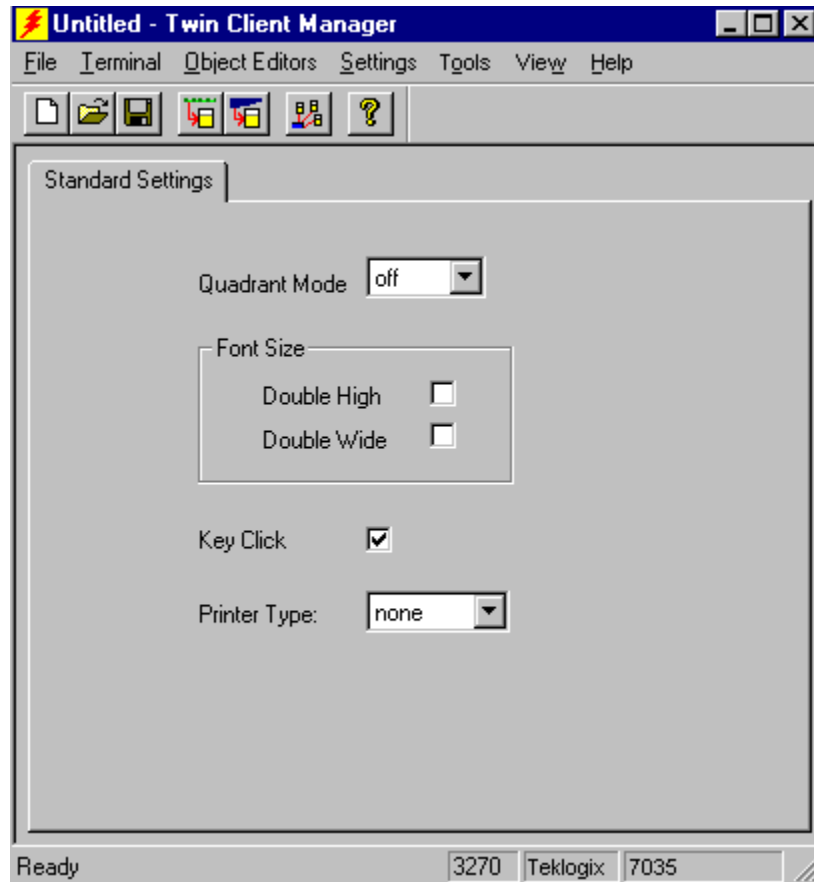 Untitled - Twin Client Manager
File Terminal Object Editors Settings Tools View Help
Standard Settings
Quadrant Mode off
Font Size
Double High
Double Wide
Key Click
Printer Type: none
Ready 3270 Teklogix 7035